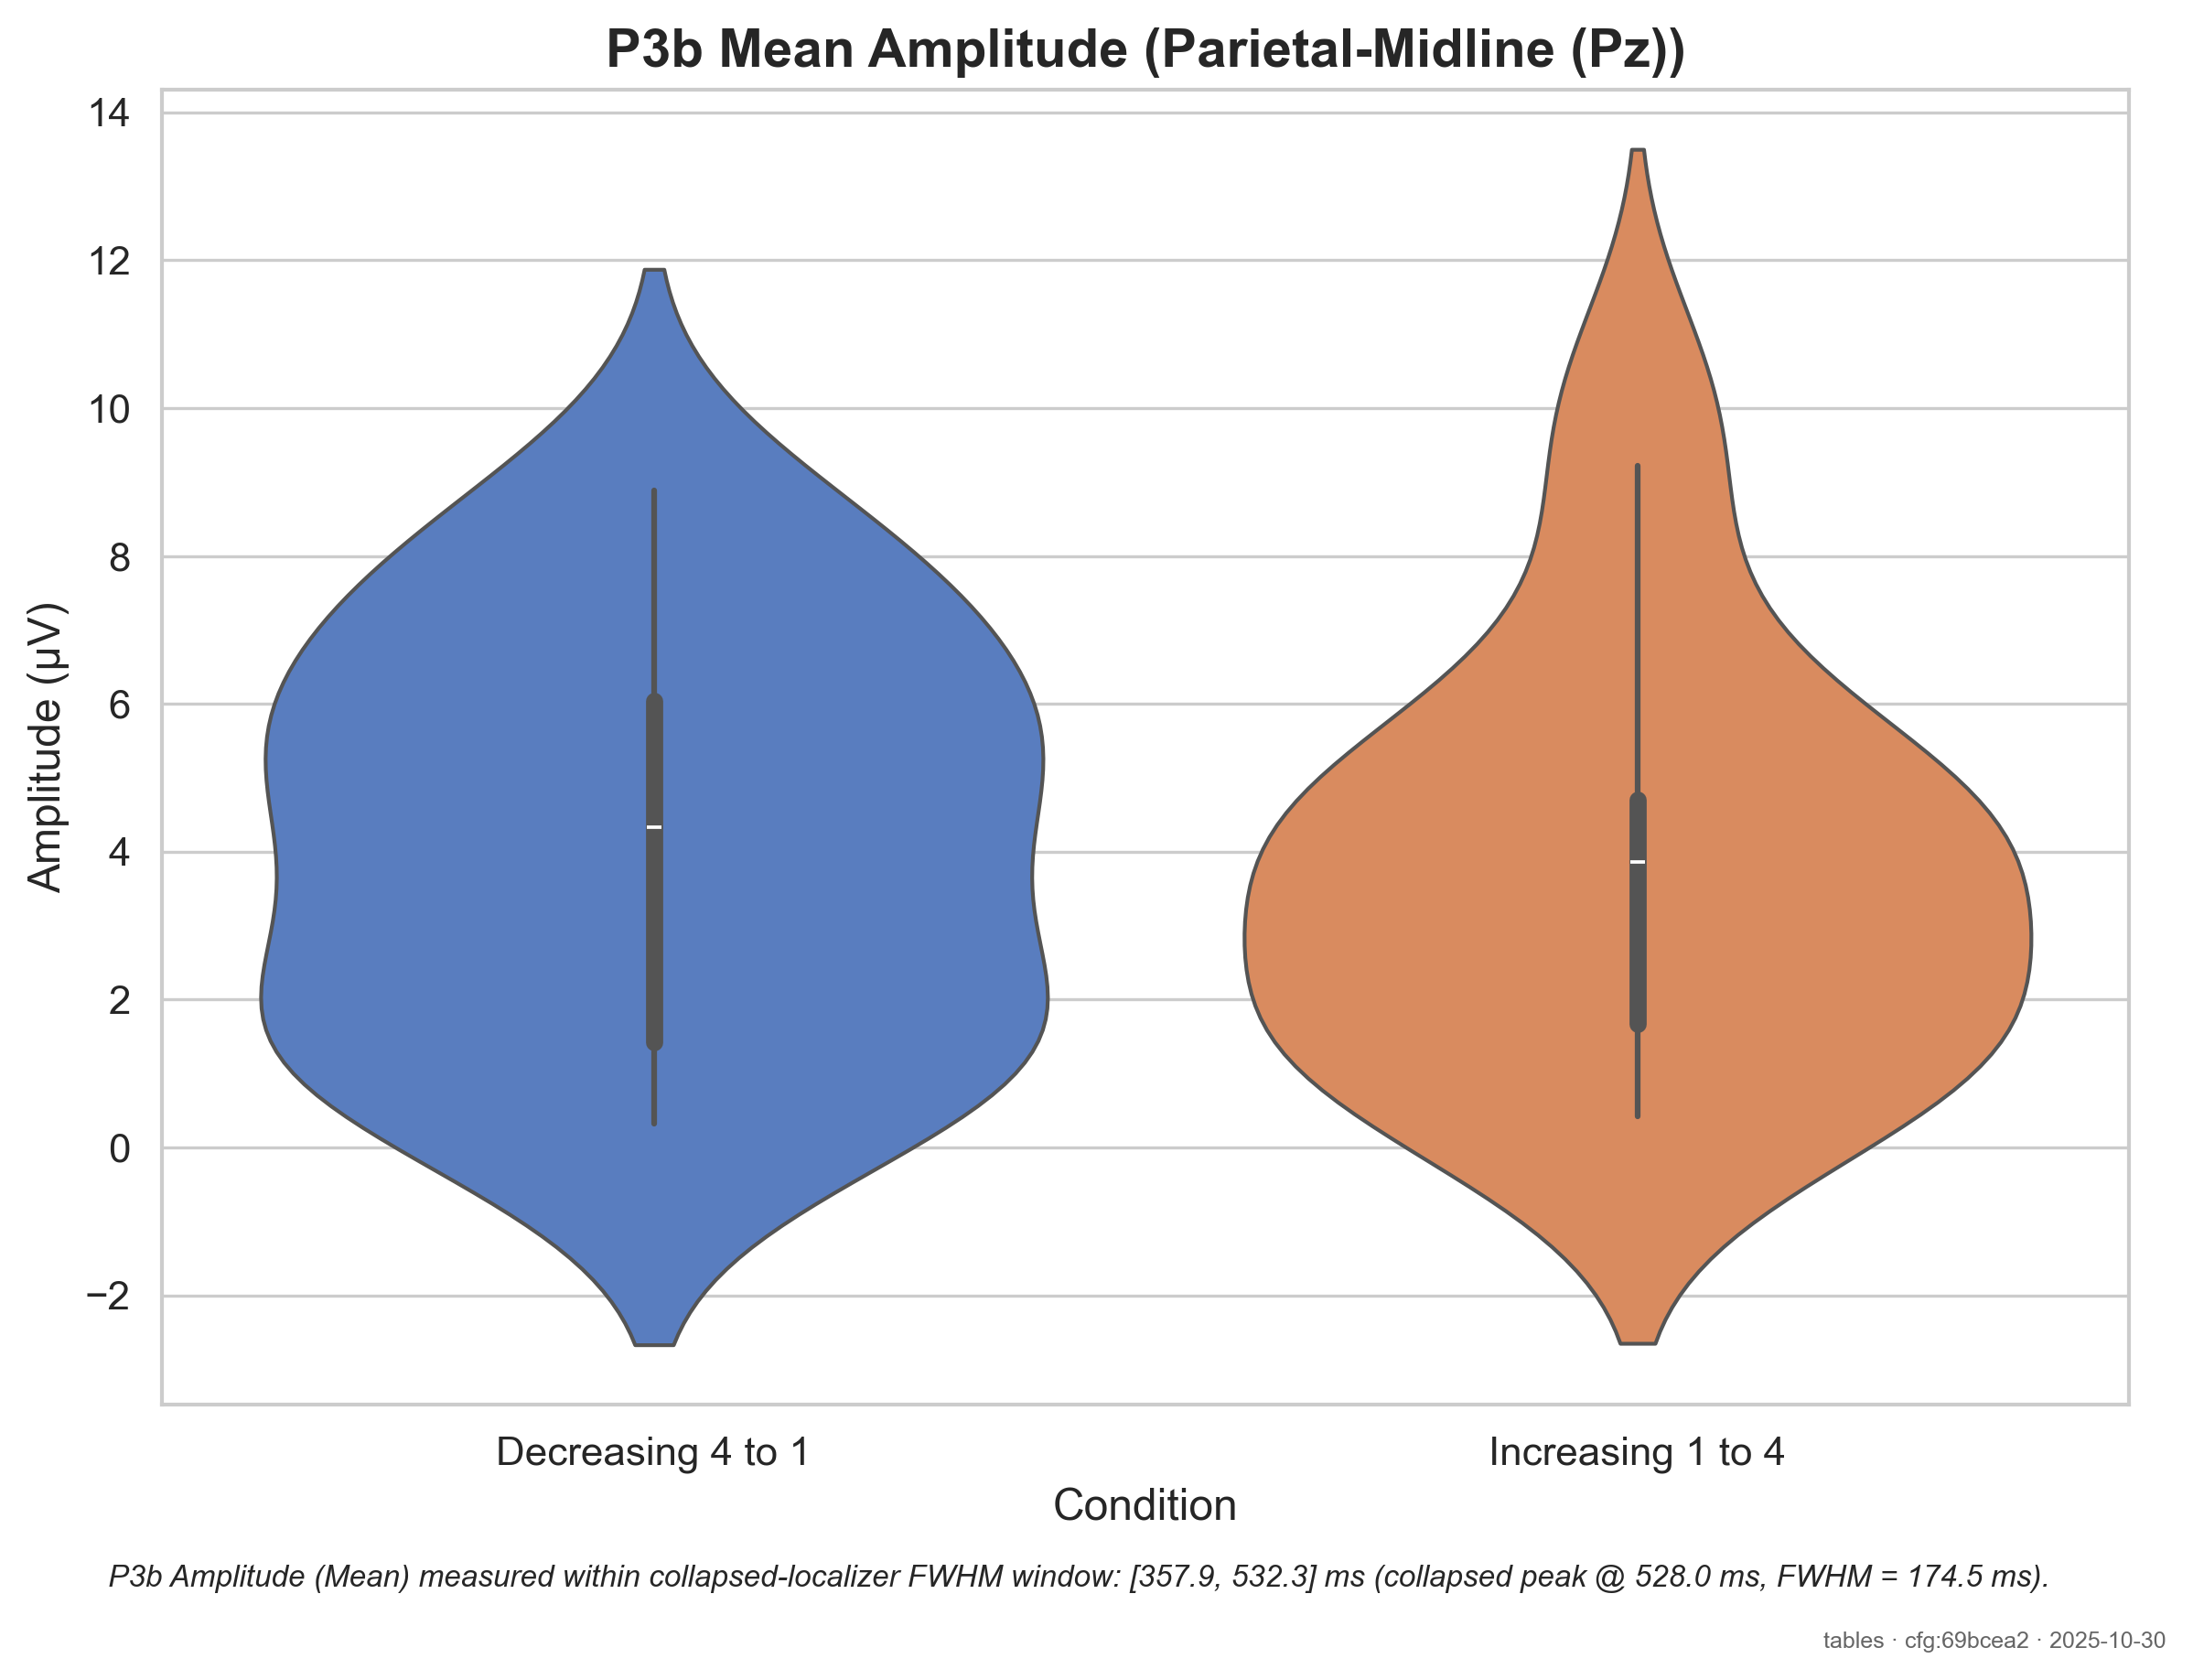 P3b Mean Amplitude (Parietal-Midline (Pz))
14
12
10
8
6
4
2
0
−2
Amplitude (µV)
Decreasing 4 to 1
Increasing 1 to 4
Condition
P3b Amplitude (Mean) measured within collapsed-localizer FWHM window: [357.9, 532.3] ms (collapsed peak @ 528.0 ms, FWHM = 174.5 ms).
tables · cfg:69bcea2 · 2025-10-30